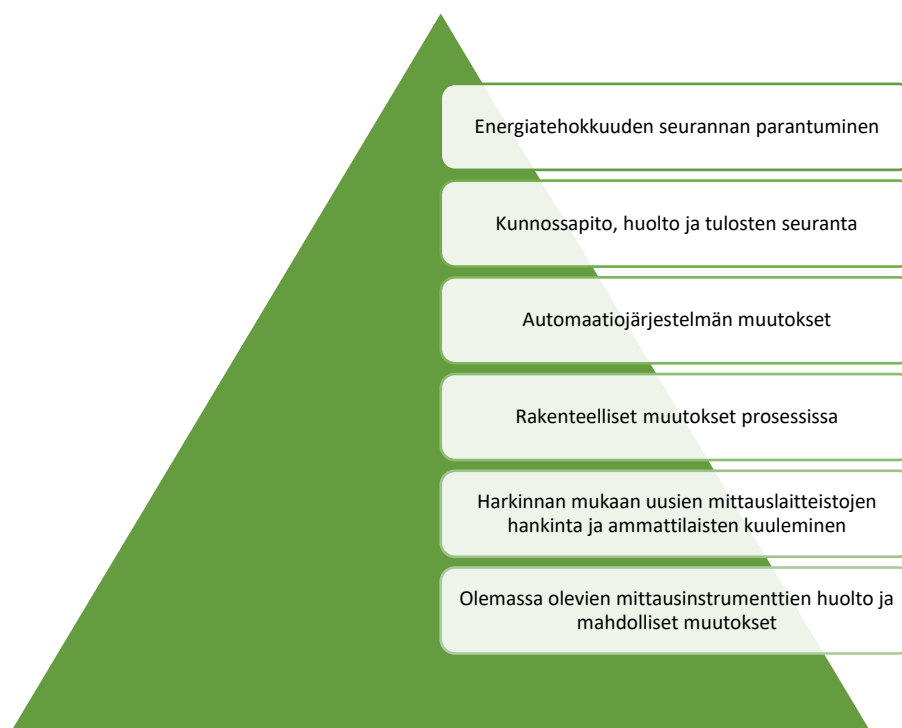 Energiatehokkuuden seurannan parantuminen
Kunnossapito, huolto ja tulosten seuranta
Automaatiojärjestelmän muutokset
Rakenteelliset muutokset prosessissa
Harkinnan mukaan uusien mittauslaitteistojen
hankinta ja ammattilaisten kuuleminen
Olemassa olevien mittausinstrumenttien huolto ja
mahdolliset muutokset